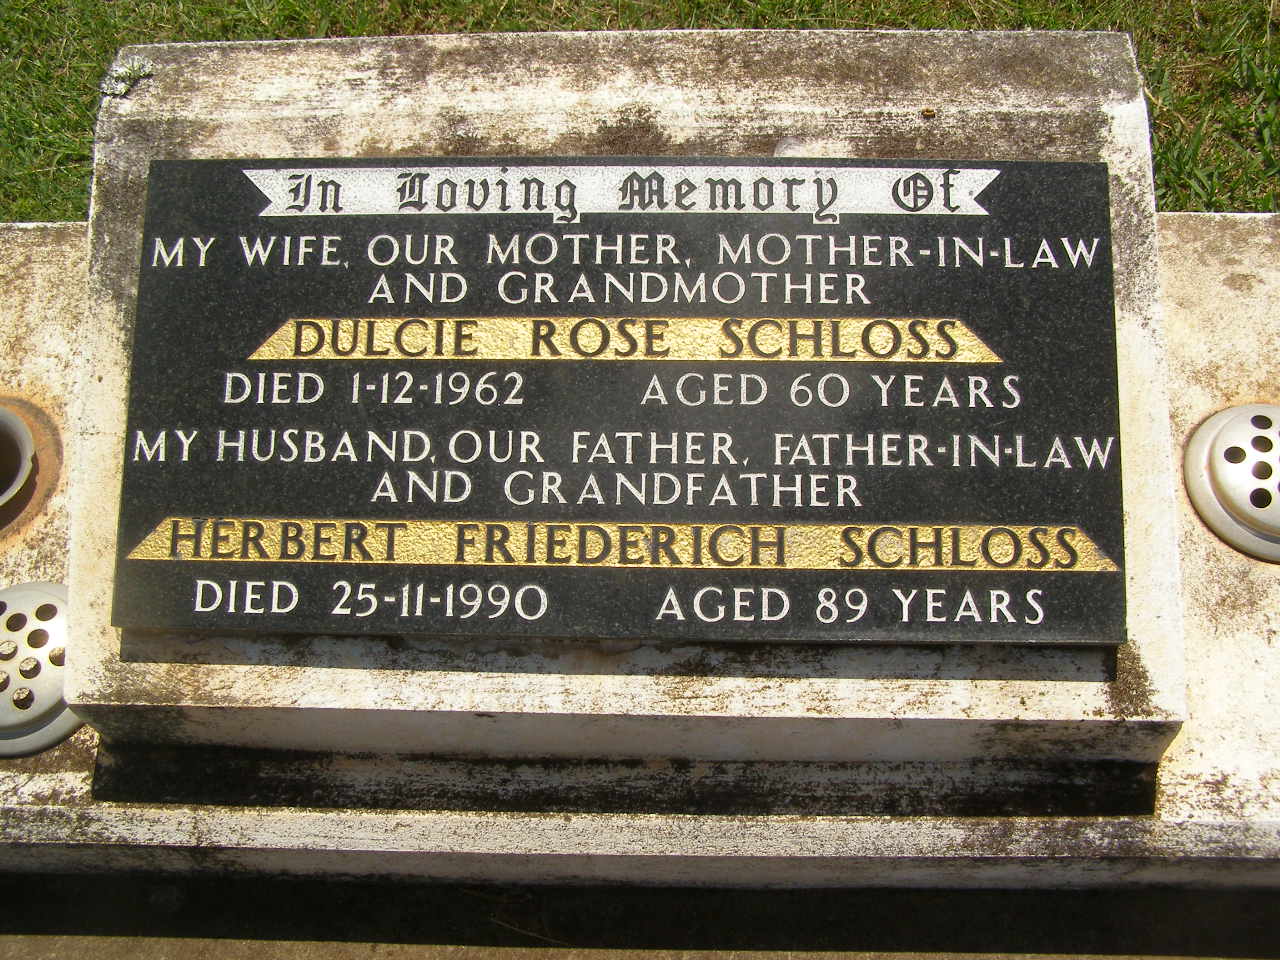 In Loving Memory Of
MY WIFE, OUR MOTHER, MOTHER-IN-LAW
AND GRANDMOTHER
DULCIE ROSE SCHLOSS
DIED 1-12-1962 AGED 60 YEARS
MY HUSBAND, OUR FATHER, FATHER-IN-LAW
AND GRANDFATHER
HERBERT FRIEDERICH SCHLOSS
DIED 25-11-1990 AGED 89 YEARS